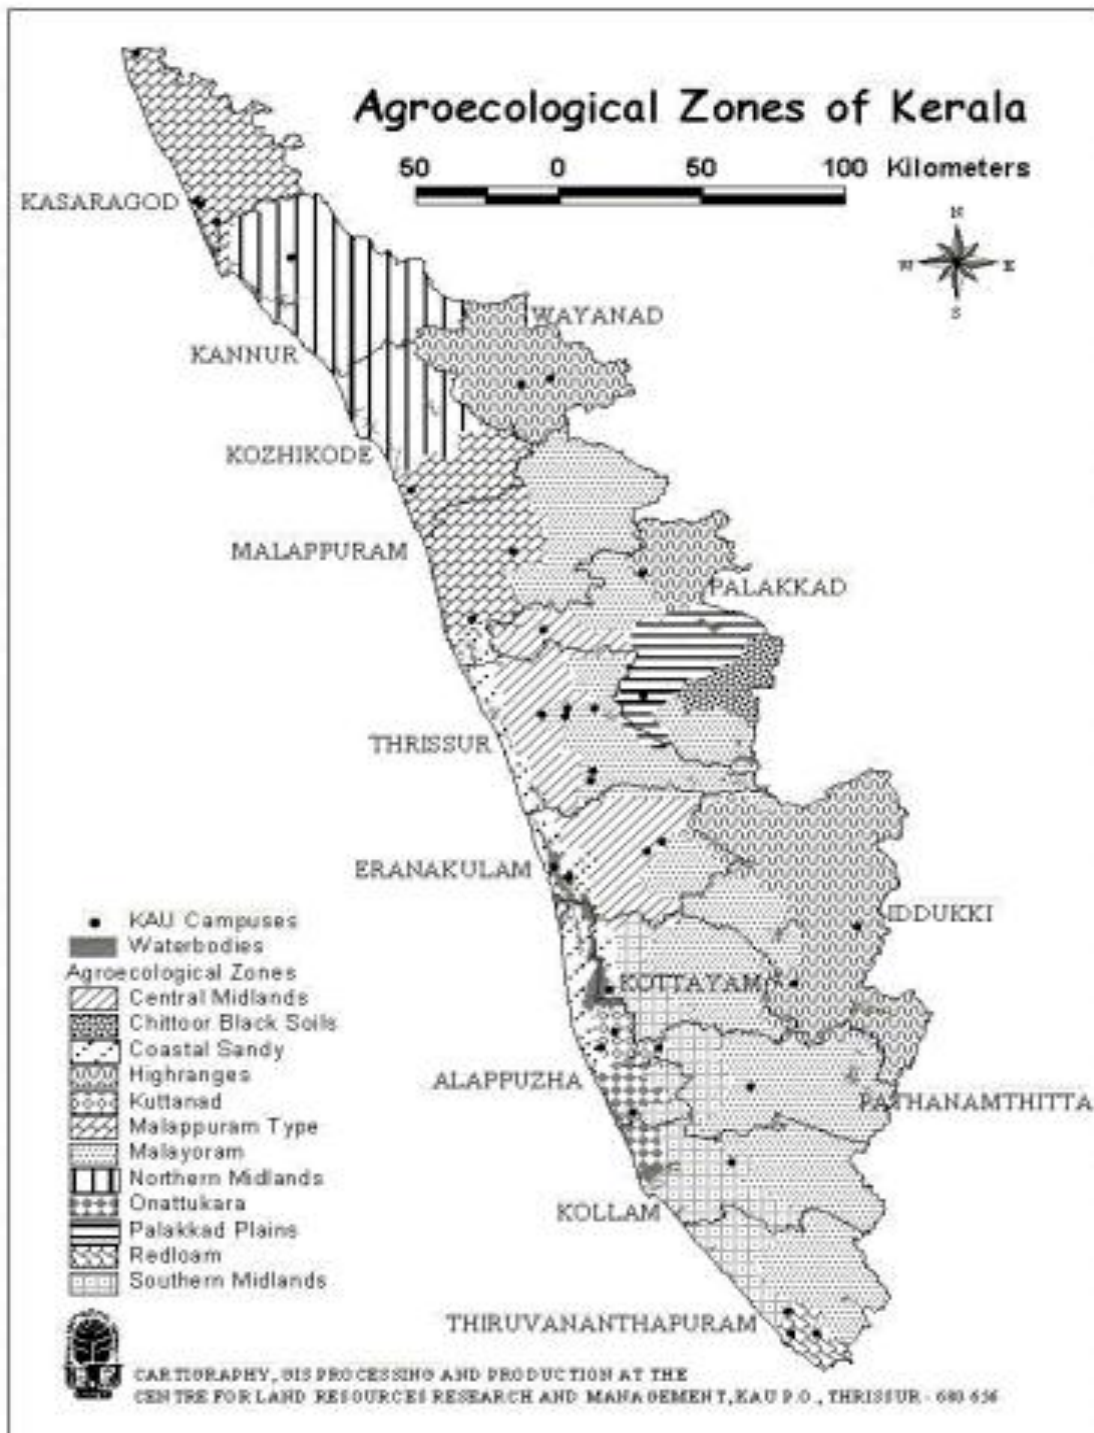 Agroecological Zones of Kerala
50 0 50 100 Kilometers
N
W E
S
KASARAGOD
WAYANAD
KANNUR
KOZHIKODE
MALAPPURAM
PALAKKAD
THRISSUR
ERANAKULAM
IDDUKKI
KOTTAYAM
ALAPPUZHA
PATHANAMTHITTA
KOLLAM
THIRUVANANTHAPURAM
KAU Campuses
Waterbodies
Agroecological Zones
Central Midlands
Chittoor Black Soils
Coastal Sandy
Highranges
Kuttanad
Malappuram Type
Malayoram
Northern Midlands
Onattukara
Palakkad Plains
Redloam
Southern Midlands
CARTIGRAPHY, GIS PROCESSING AND PRODUCTION AT THE
CENTRE FOR LAND RESOURCES RESEARCH AND MANAGEMENT, KAU P.O., THRISSUR - 680 656